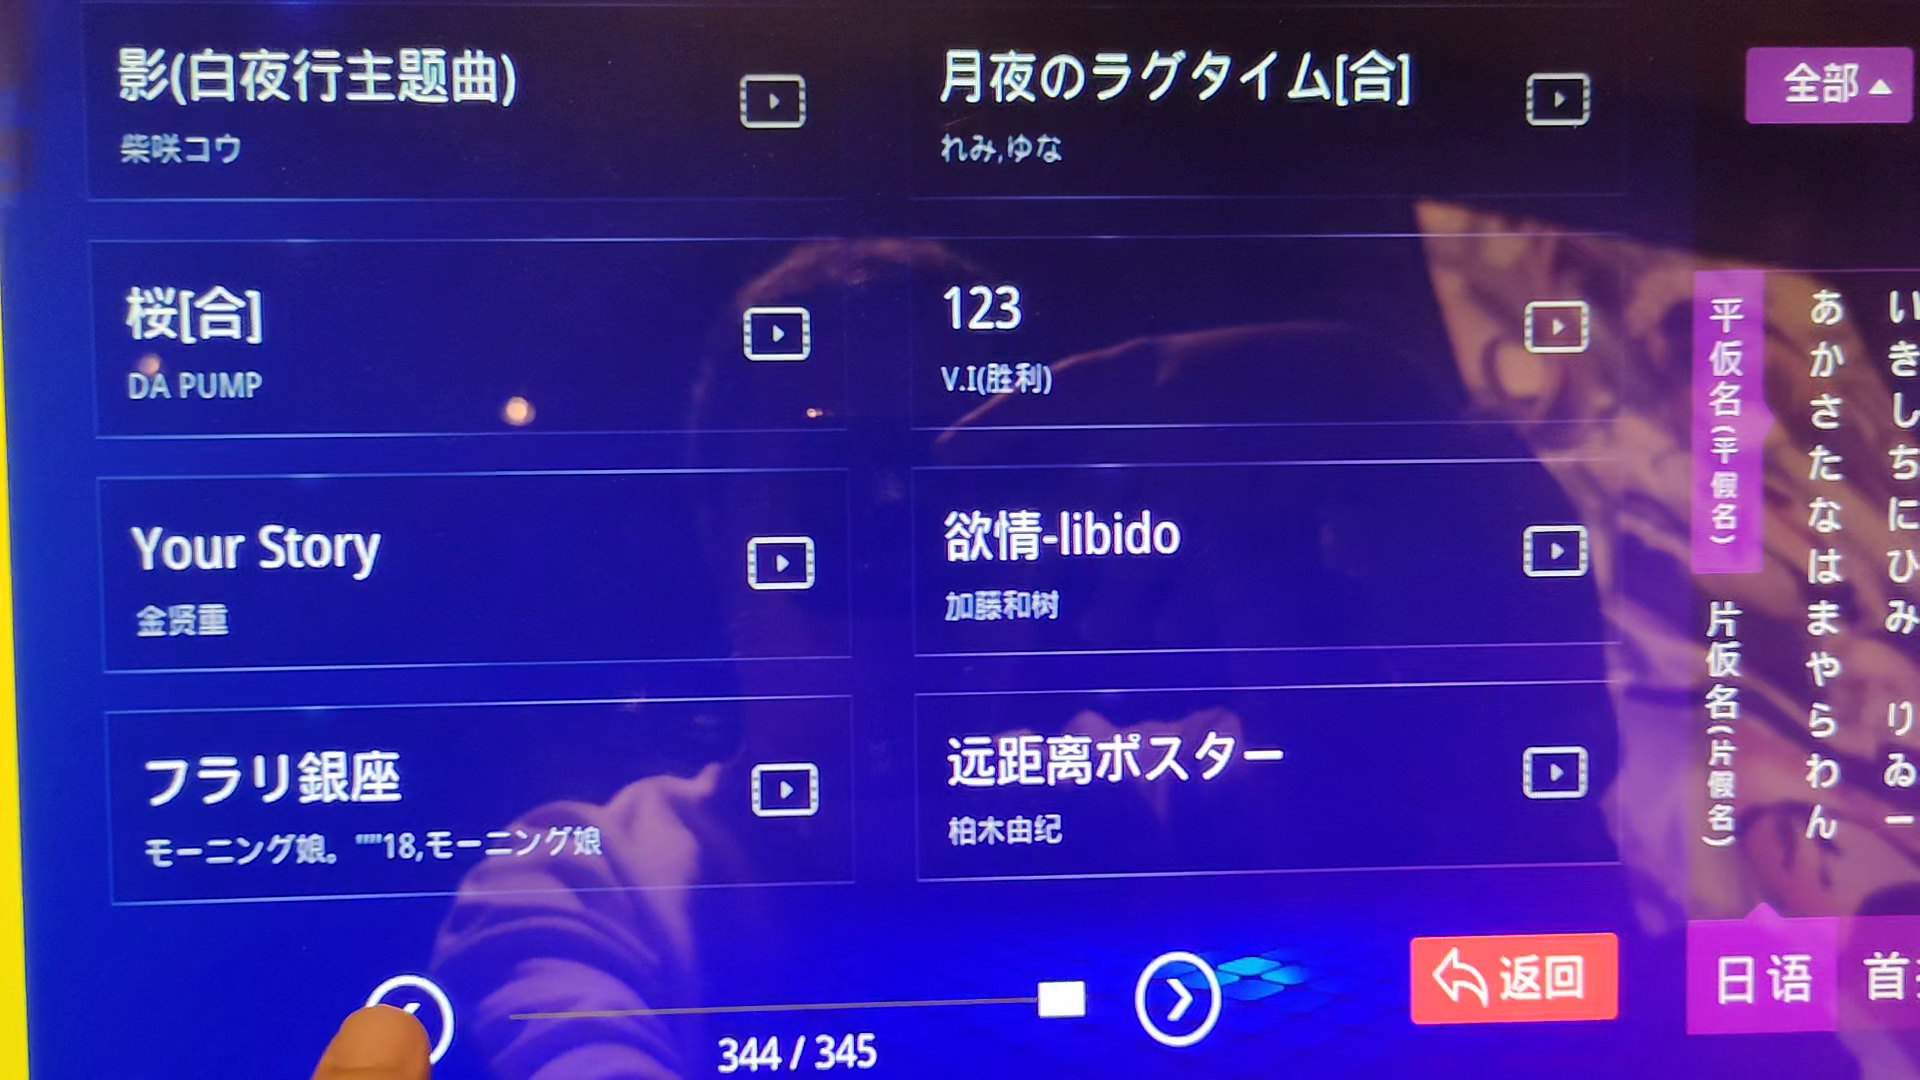 影(白夜行主题曲)
柴咲コウ
月夜のラグタイム[合]
れみ,ゆな
全部
桜[合]
DA PUMP
123
V.I(胜利)
Your Story
金贤重
欲情-libido
加藤和树
フラリ銀座
モーニング娘。""18,モーニング娘
远距离ポスター
柏木由纪
平仮名(平假名)
片仮名(片假名)
あ い
か き
さ し
た ち
な に
は ひ
ま み
や
ら り
わ ゐ
ん ー
344 / 345
返回
日语
首